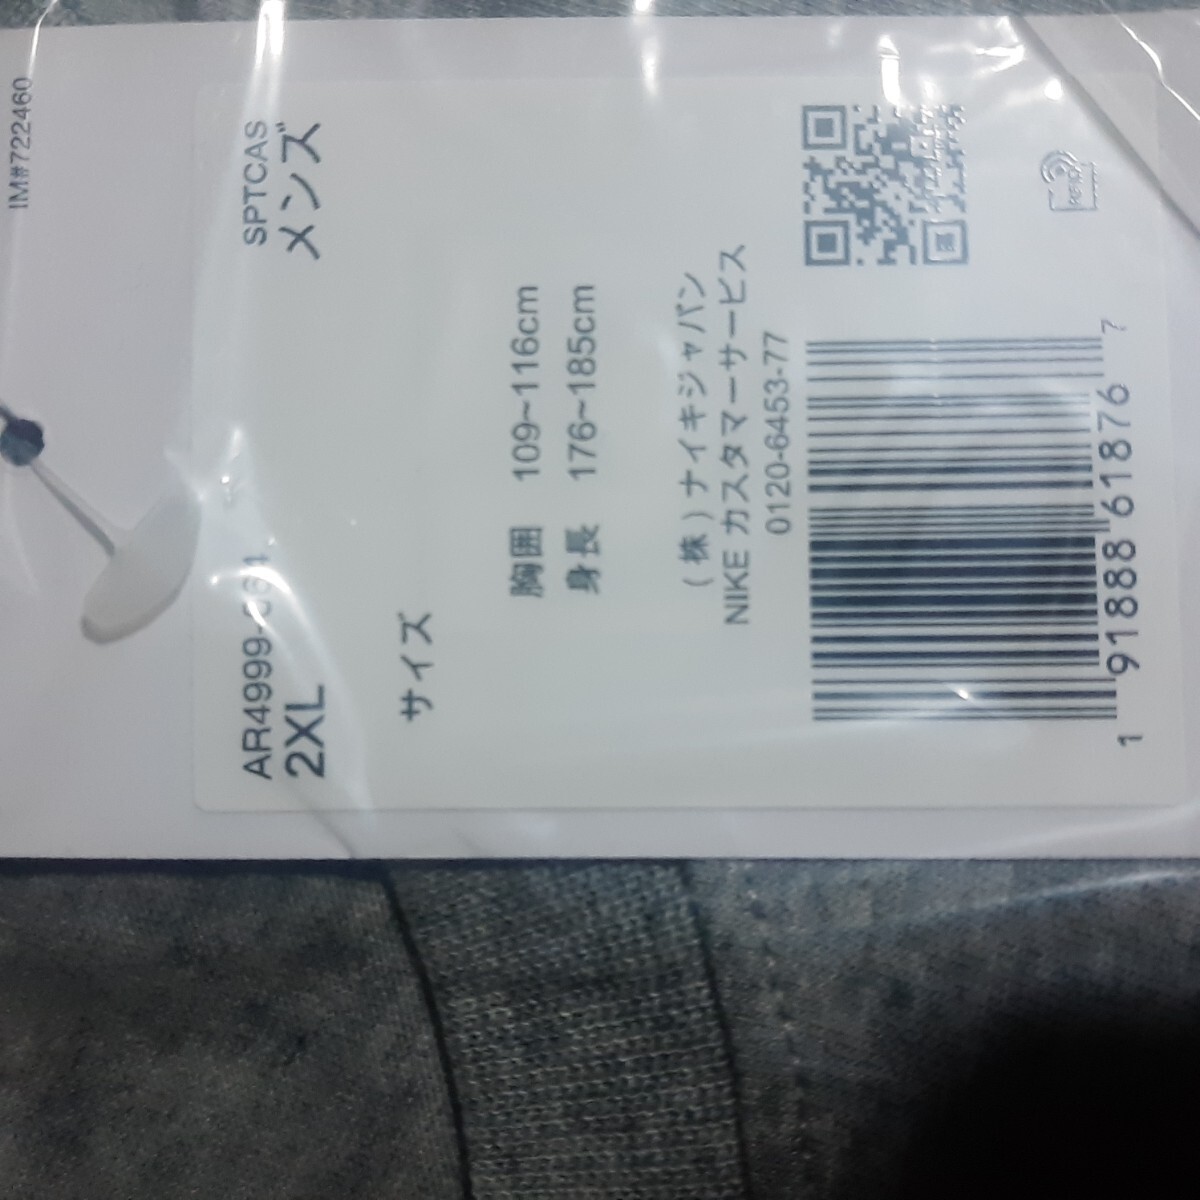 IM#722460
SPTCAS
メンズ
2XL
サイズ
胸囲 109~116cm
身長 176~185cm
(株)ナイキジャパン
NIKE カスタマーサービス
0120-6453-77
1 91888 61876 7
RFID